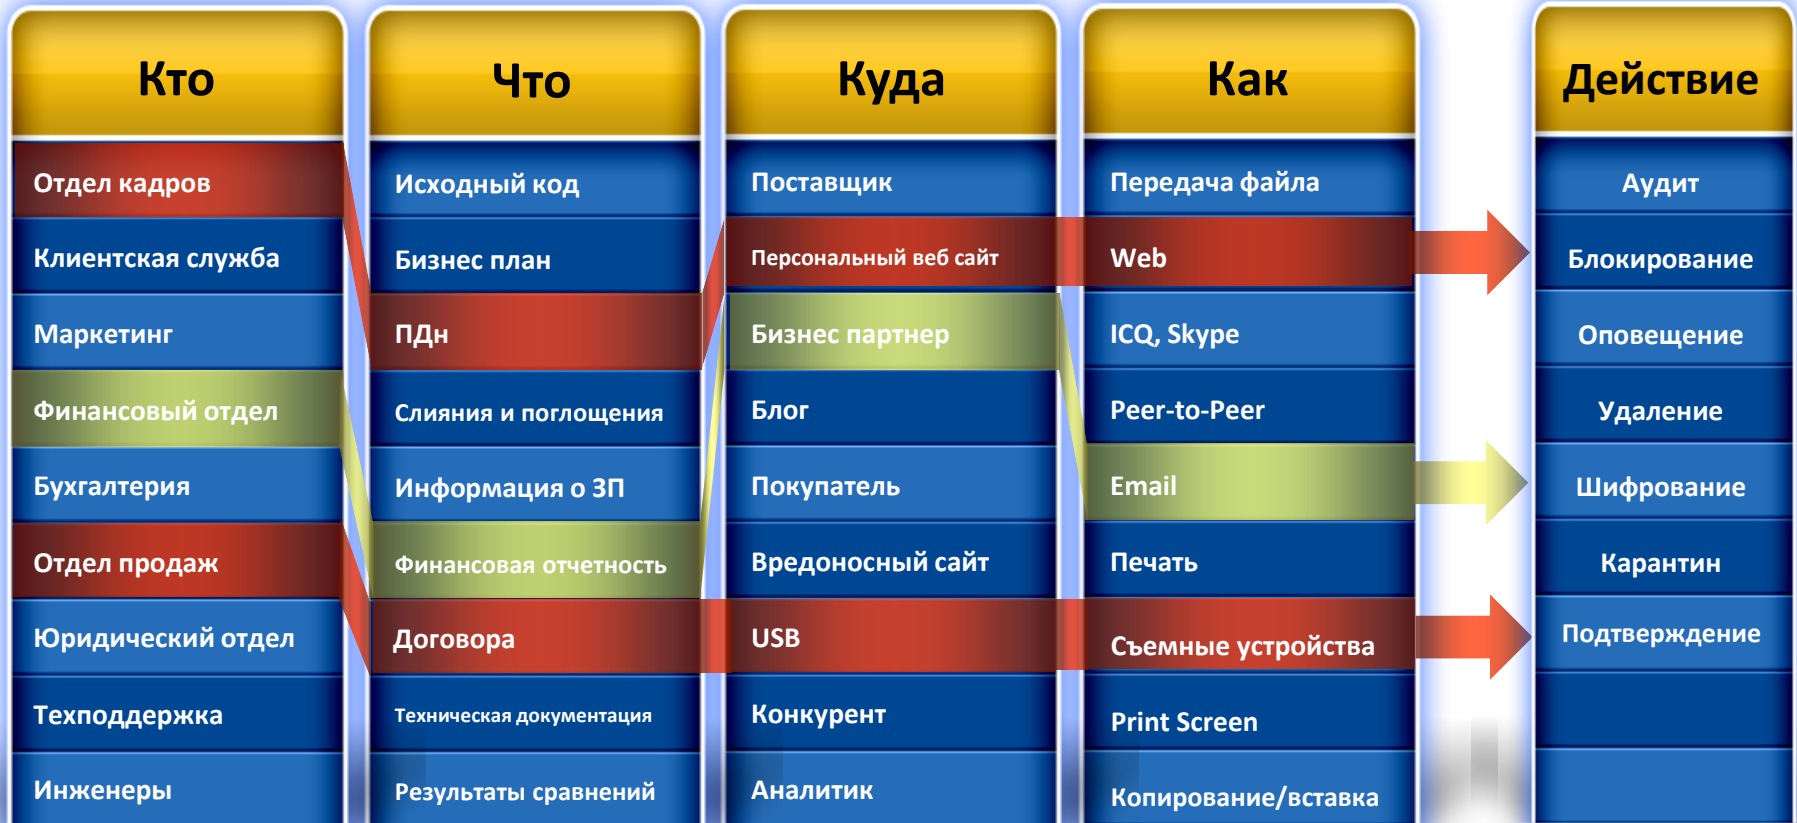 Кто
Что
Куда
Как
Действие
Отдел кадров
Исходный код
Поставщик
Передача файла
Аудит
Клиентская служба
Бизнес план
Персональный веб сайт
Web
Блокирование
Маркетинг
ПДн
Бизнес партнер
ICQ, Skype
Оповещение
Финансовый отдел
Слияния и поглощения
Блог
Peer-to-Peer
Удаление
Бухгалтерия
Информация о ЗП
Покупатель
Email
Шифрование
Отдел продаж
Финансовая отчетность
Вредоносный сайт
Печать
Карантин
Юридический отдел
Договора
USB
Съемные устройства
Подтверждение
Техподдержка
Техническая документация
Конкурент
Print Screen
Инженеры
Результаты сравнений
Аналитик
Копирование/вставка